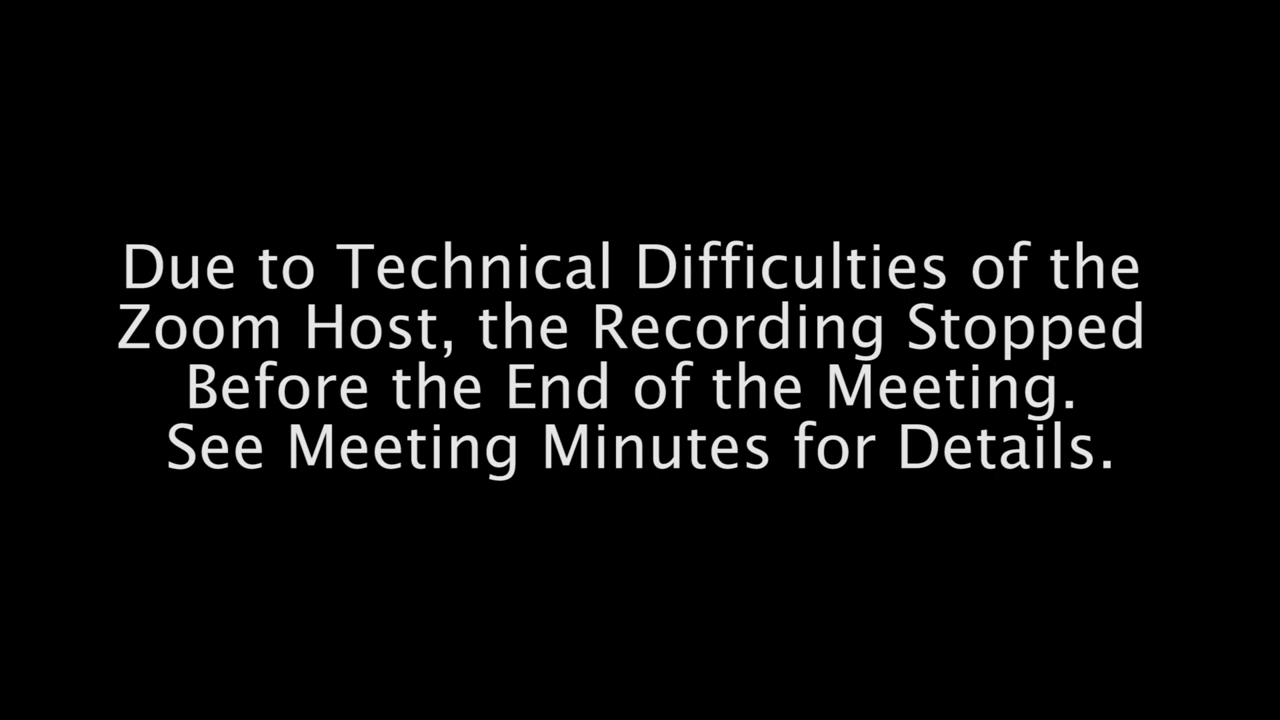 Due to Technical Difficulties of the
Zoom Host, the Recording Stopped
Before the End of the Meeting.
See Meeting Minutes for Details.